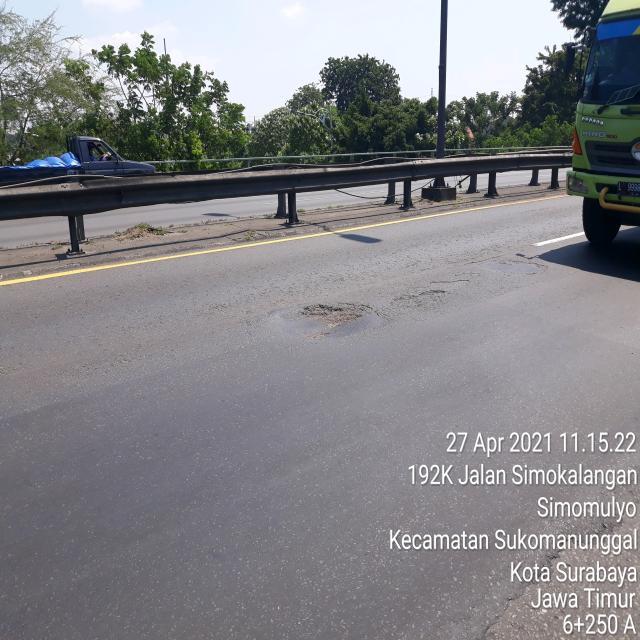 27 Apr 2021 11.15.22
192K Jalan Simokalangan
Simomulyo
Kecamatan Sukomanunggal
Kota Surabaya
Jawa Timur
6+250 A